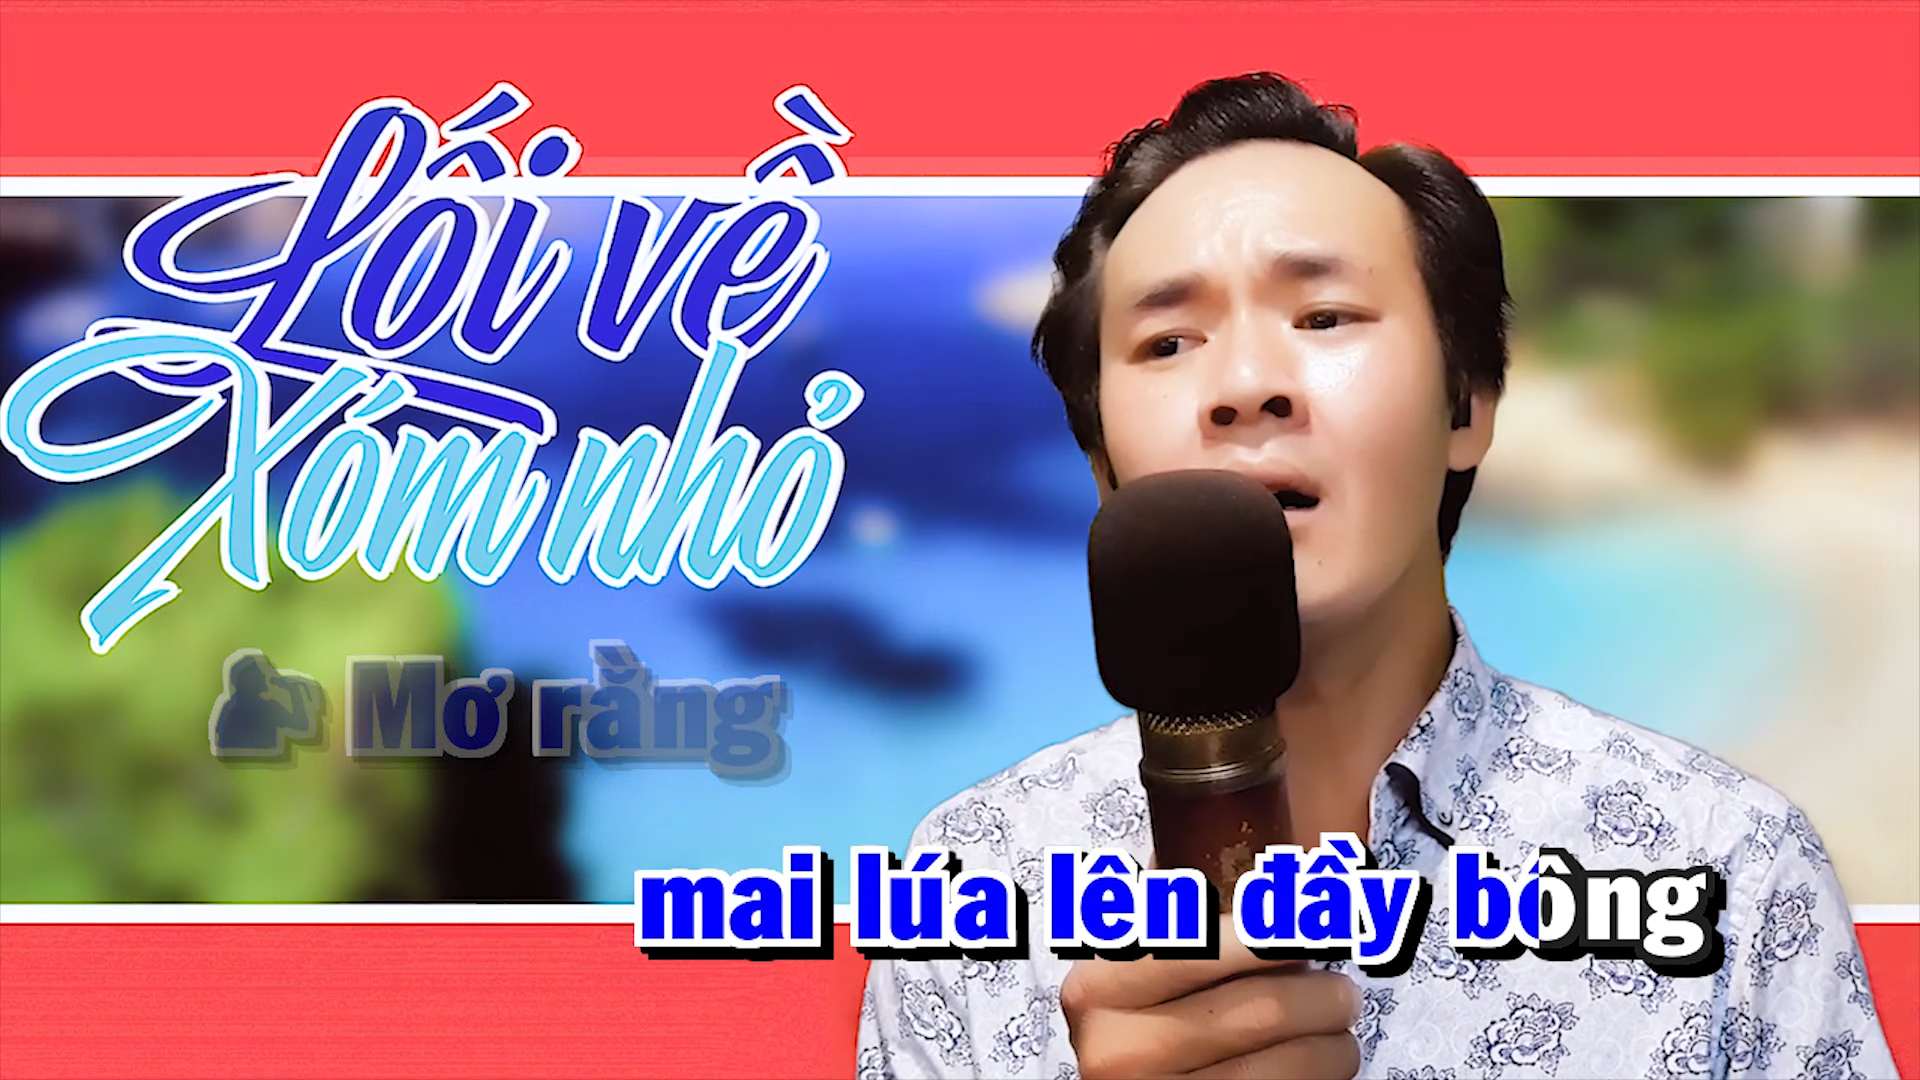 Lối về
Xóm nhỏ
Mơ rằng
mai lúa lên đầy bông